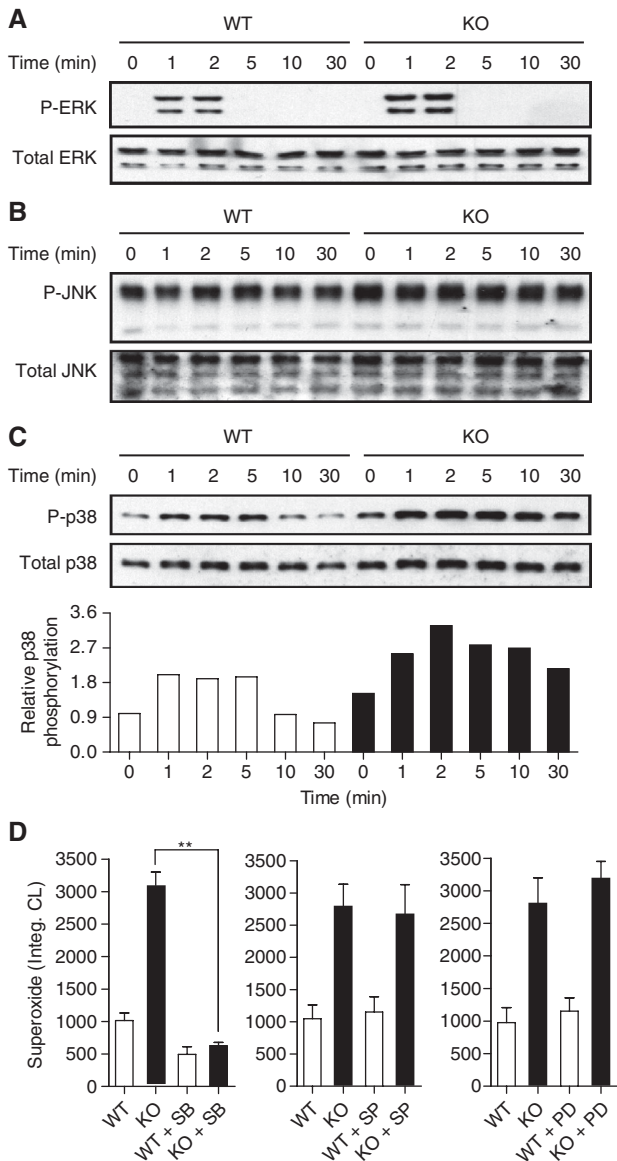 A
WT KO
Time (min) 0 1 2 5 10 30 0 1 2 5 10 30
P-ERK
Total ERK
B
WT KO
Time (min) 0 1 2 5 10 30 0 1 2 5 10 30
P-JNK
Total JNK
C
WT KO
Time (min) 0 1 2 5 10 30 0 1 2 5 10 30
P-p38
Total p38
Relative p38
phosphorylation
3.6
2.7
1.8
0.9
0.0
0 1 2 5 10 30 0 1 2 5 10 30
Time (min)
D
Superoxide (Integ. CL)
3500
3000
2500
2000
1500
1000
500
0
**
WT KO WT + SB KO + SB
3500
3000
2500
2000
1500
1000
500
0
WT KO WT + SP KO + SP
3500
3000
2500
2000
1500
1000
500
0
WT KO WT + PD KO + PD